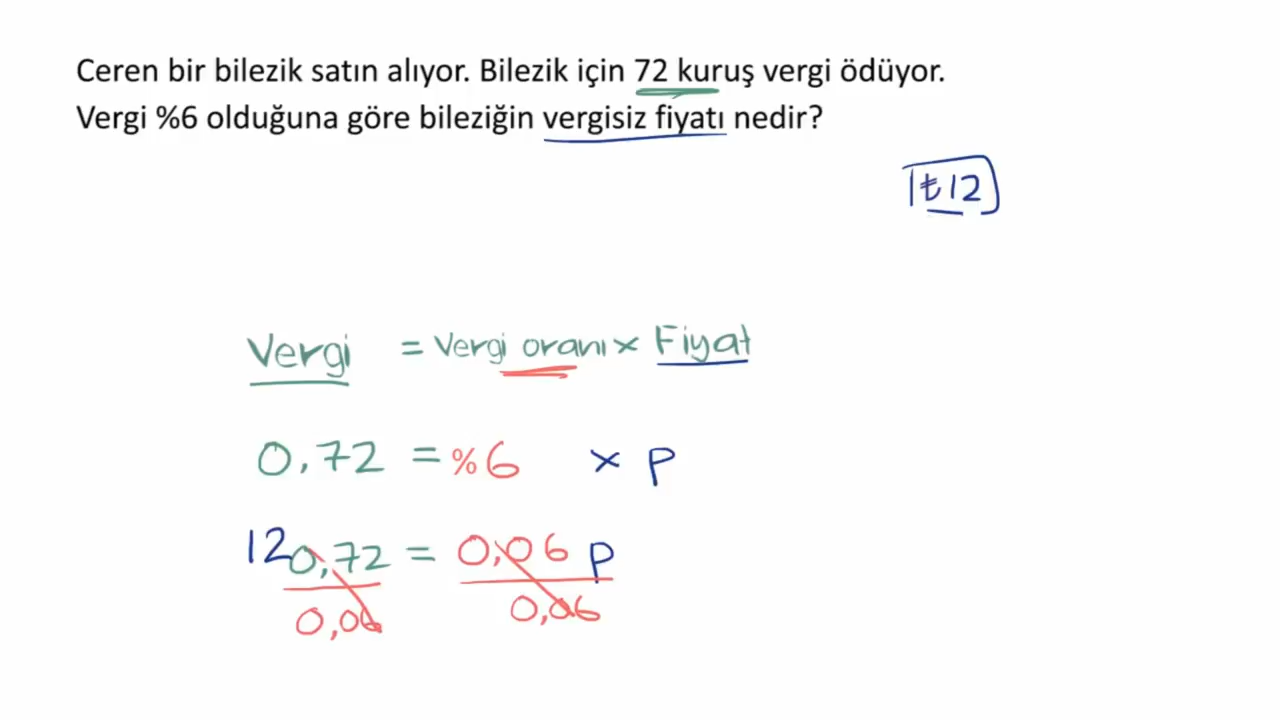 Ceren bir bilezik satın alıyor. Bilezik için 72 kuruş vergi ödüyor.
Vergi %6 olduğuna göre bileziğin vergisiz fiyatı nedir?
₺12
Vergi = Vergi oranı x Fiyat
0,72 = %6 x p
12 0,72 = 0,06 p
0,06 0,06